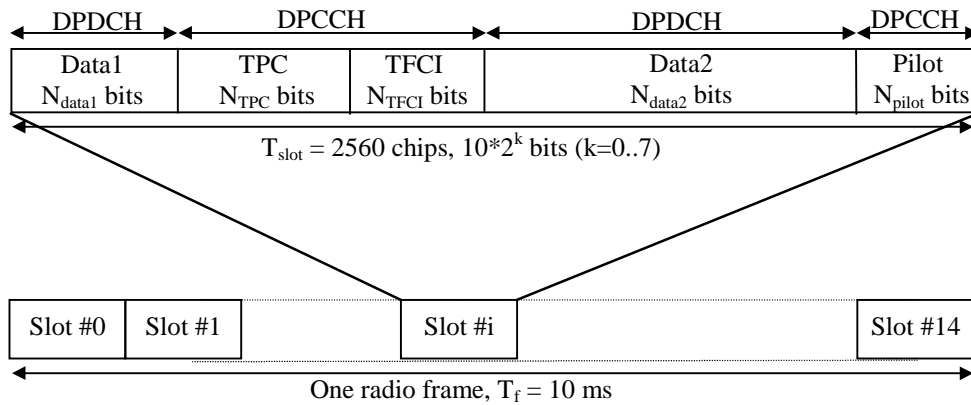 DPDCH DPCCH DPDCH DPCCH
Data1 TPC TFCI Data2 Pilot
N_data1 bits N_TPC bits N_TFCI bits N_data2 bits N_pilot bits
T_slot = 2560 chips, 10*2^k bits (k=0..7)
Slot #0 Slot #1 Slot #i Slot #14
One radio frame, T_f = 10 ms